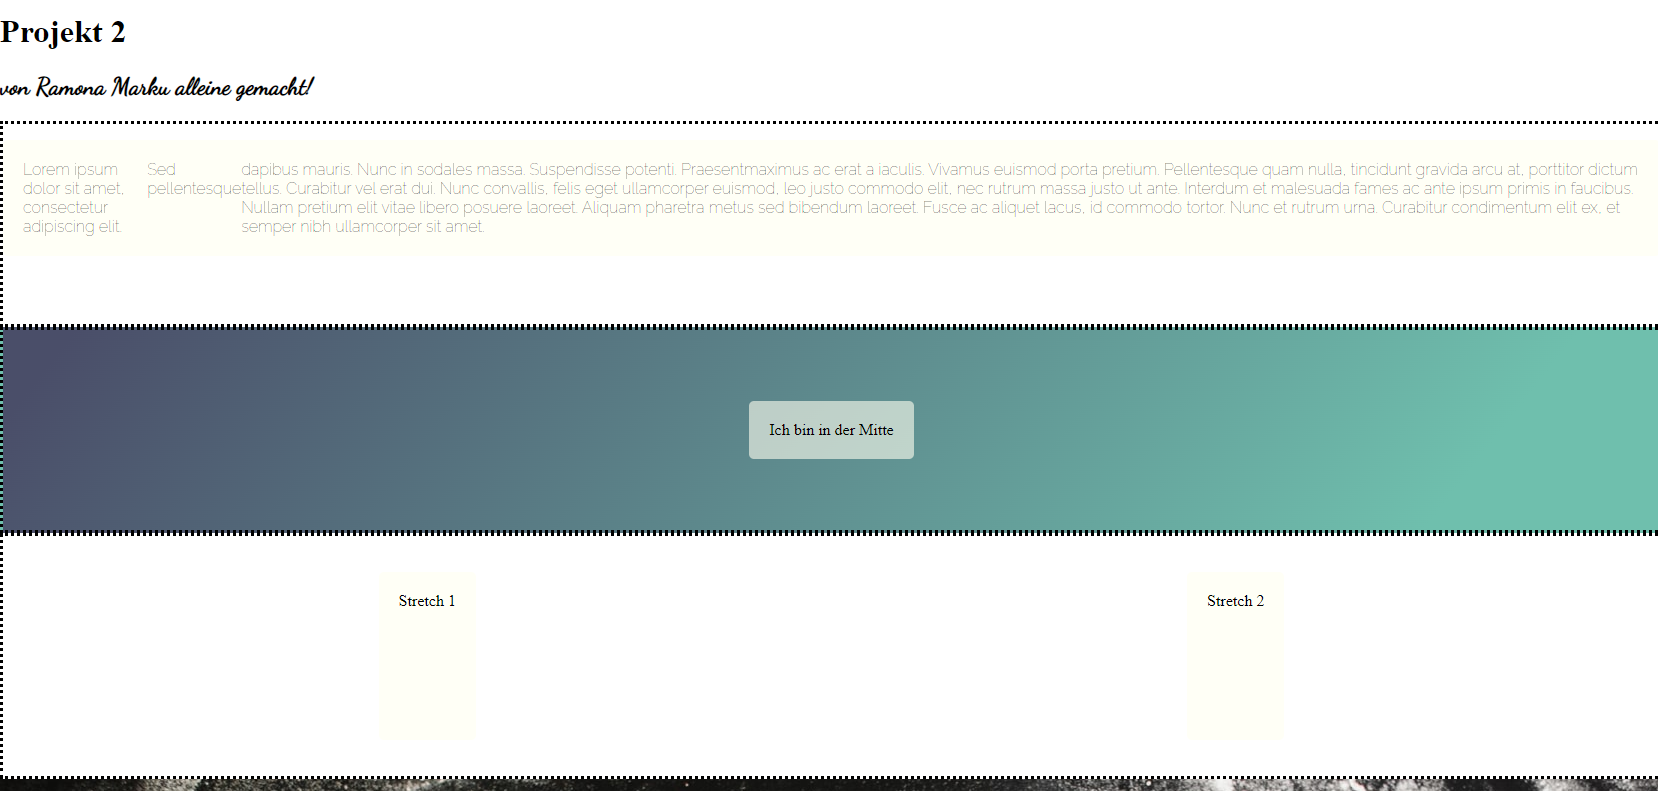 Projekt 2
von Ramona Marku alleine gemacht!
Lorem ipsum
dolor sit amet,
consectetur
adipiscing elit.
Sed
pellentesque
dapibus mauris. Nunc in sodales massa. Suspendisse potenti. Praesentmaximus ac erat a iaculis. Vivamus euismod porta pretium. Pellentesque quam nulla, tincidunt gravida arcu at, porttitor dictum
tellus. Curabitur vel erat dui. Nunc convallis, felis eget ullamcorper euismod, leo justo commodo elit, nec rutrum massa justo ut ante. Interdum et malesuada fames ac ante ipsum primis in faucibus.
Nullam pretium elit vitae libero posuere laoreet. Aliquam pharetra metus sed bibendum laoreet. Fusce ac aliquet lacus, id commodo tortor. Nunc et rutrum urna. Curabitur condimentum elit ex, et
semper nibh ullamcorper sit amet.
Ich bin in der Mitte
Stretch 1
Stretch 2